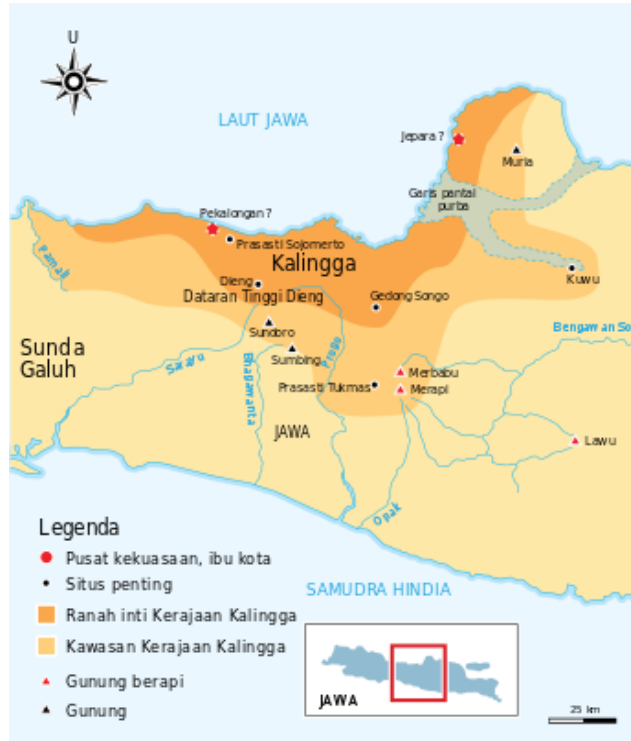 U
LAUT JAWA
Jepara ?
Muria
Garis pantai
purba
Pekalongan ?
Prasasti Sojomerto
Kalingga
Pamali
Dieng
Kuwu
Dataran Tinggi Dieng
Gedong Songo
Sundoro
Bengawan So
Sunda
Galuh
Sumbing
Progo
Serayu
Bhagawanta
Merbabu
Prasasti Tukmas
Merapi
JAWA
Lawu
Opak
Legenda
Pusat kekuasaan, ibu kota
Situs penting
SAMUDRA HINDIA
Ranah inti Kerajaan Kalingga
Kawasan Kerajaan Kalingga
Gunung berapi
Gunung
JAWA
25 km